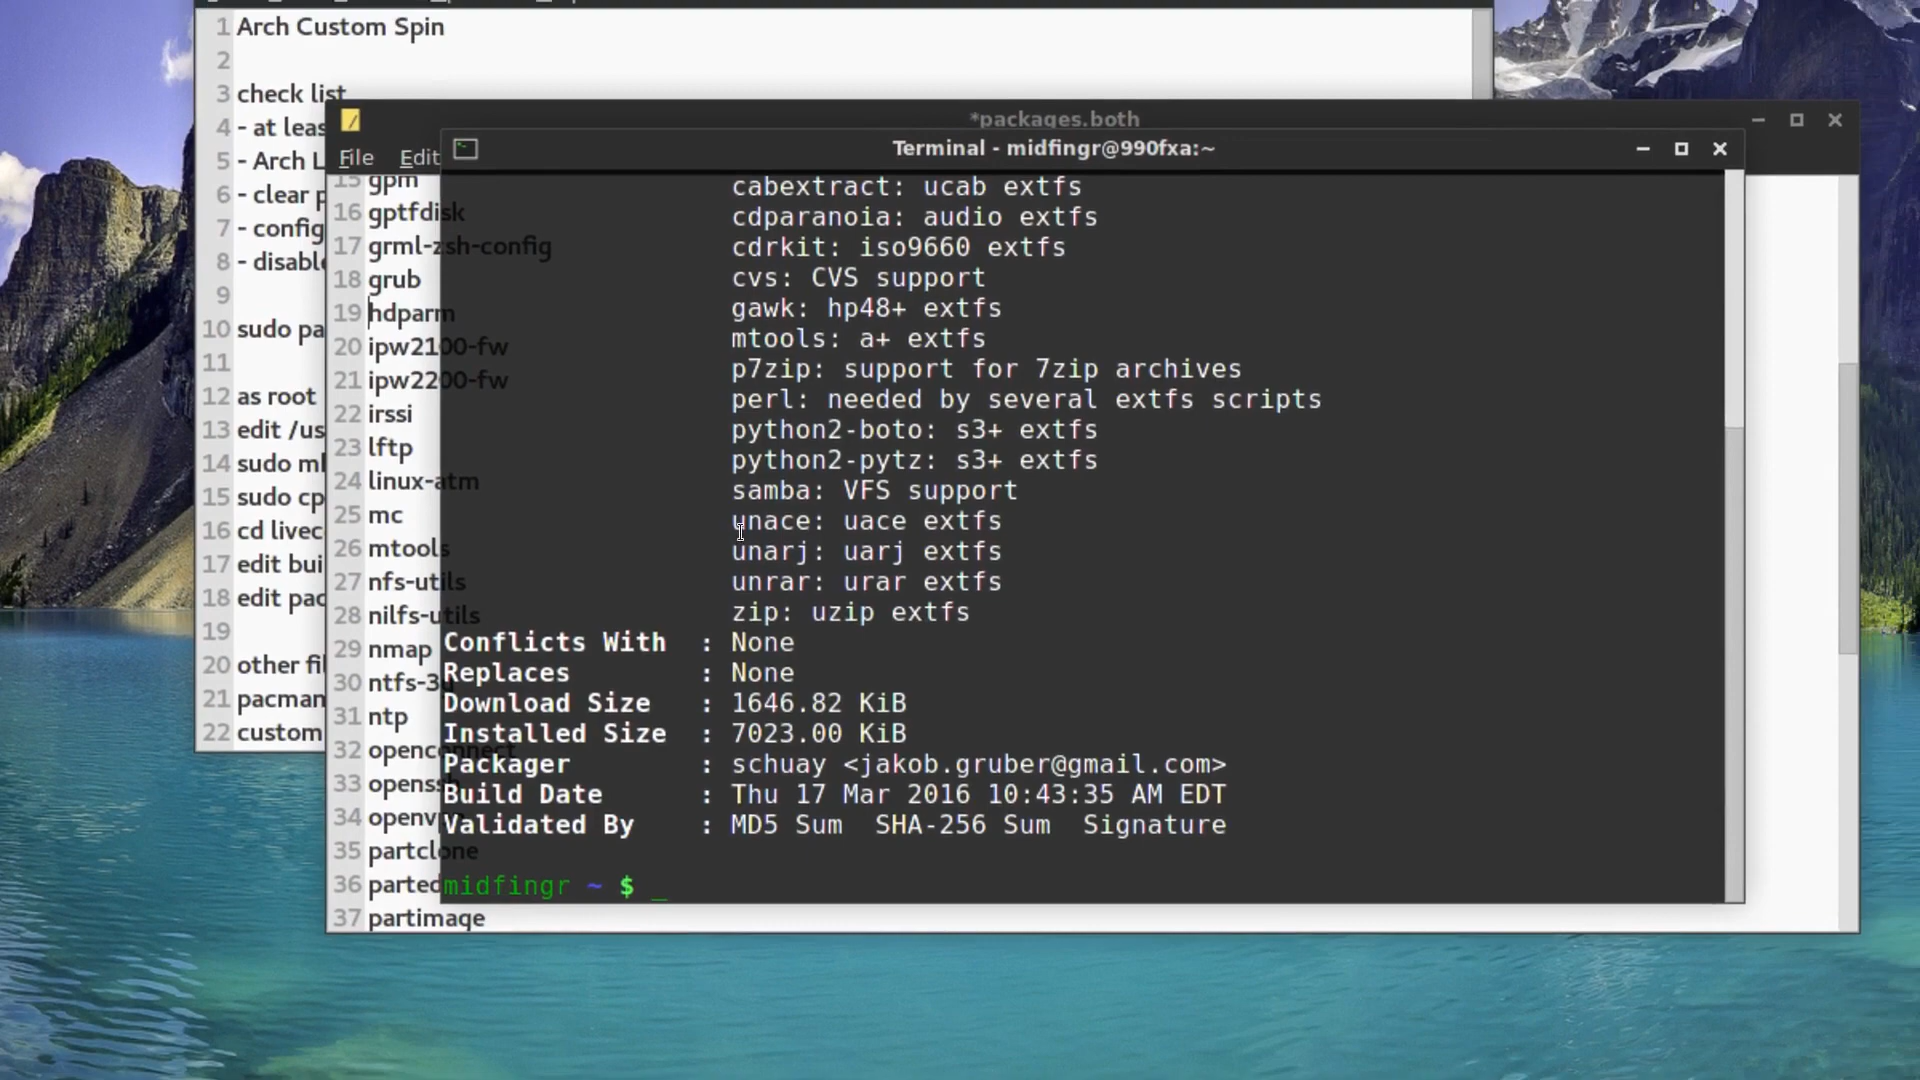 1 Arch Custom Spin
2
3 check list
4 - at leas
5 - Arch L
6 - clear p
7 - config
8 - disable
9
10 sudo pa
11
12 as root
13 edit /us
14 sudo ml
15 sudo cp
16 cd livec
17 edit bui
18 edit pac
19
20 other fil
21 pacman
22 custom
*packages.both
File Edit
15 gpm
16 gptfdisk
17 grml-zsh-config
18 grub
19 hdparm
20 ipw2100-fw
21 ipw2200-fw
22 irssi
23 lftp
24 linux-atm
25 mc
26 mtools
27 nfs-utils
28 nilfs-utils
29 nmap
30 ntfs-3
31 ntp
32 openconnect
33 openss
34 openv
35 partclone
36 parted
37 partimage
Terminal - midfingr@990fxa:~
cabextract: ucab extfs
cdparanoia: audio extfs
cdrkit: iso9660 extfs
cvs: CVS support
gawk: hp48+ extfs
mtools: a+ extfs
p7zip: support for 7zip archives
perl: needed by several extfs scripts
python2-boto: s3+ extfs
python2-pytz: s3+ extfs
samba: VFS support
unace: uace extfs
unarj: uarj extfs
unrar: urar extfs
zip: uzip extfs
Conflicts With : None
Replaces : None
Download Size : 1646.82 KiB
Installed Size : 7023.00 KiB
Packager : schuay <jakob.gruber@gmail.com>
Build Date : Thu 17 Mar 2016 10:43:35 AM EDT
Validated By : MD5 Sum SHA-256 Sum Signature
midfingr ~ $ _